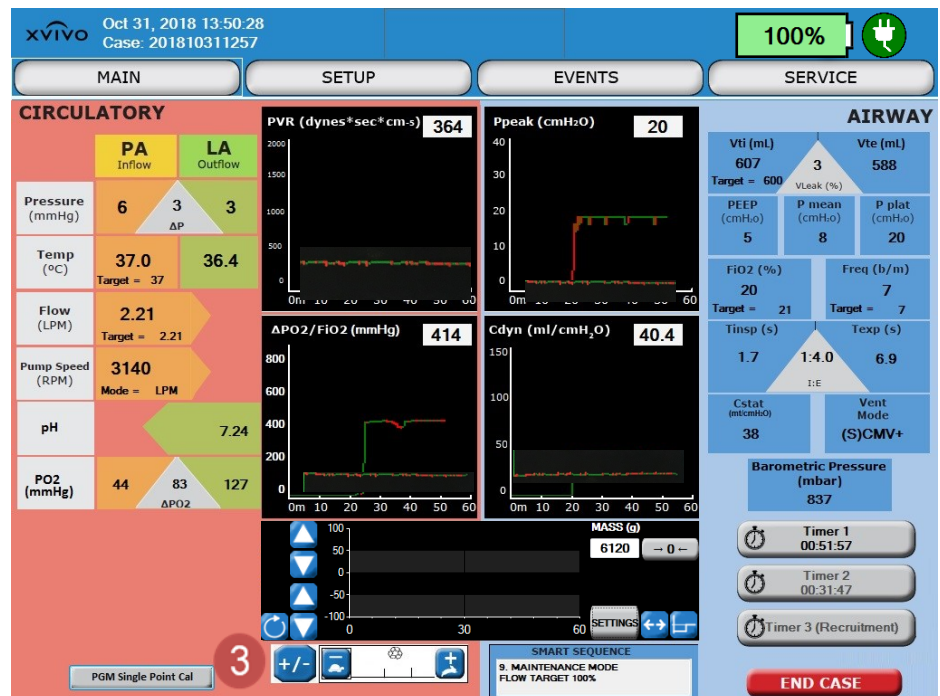 xvivo
Oct 31, 2018 13:50:28
Case: 201810311257
100%
MAIN
SETUP
EVENTS
SERVICE
CIRCULATORY
PA
Inflow
LA
Outflow
Pressure
(mmHg)
6
3
ΔP
3
Temp
(ºC)
37.0
Target = 37
36.4
Flow
(LPM)
2.21
Target = 2.21
Pump Speed
(RPM)
3140
Mode = LPM
pH
7.24
PO2
(mmHg)
44
83
ΔPO2
127
PVR (dynes*sec*cm-5)
364
2000
1500
1000
500
0
0m 10 20 30 40 50 60
Ppeak (cmH2O)
20
40
30
20
10
0
0m 10 20 30 40 50 60
ΔPO2/FiO2 (mmHg)
414
800
600
400
200
0
0m 10 20 30 40 50 60
Cdyn (ml/cmH2O)
40.4
150
100
50
0
0m 10 20 30 40 50 60
100
50
0
-50
-100
0 30 60
MASS (g)
6120
→0←
SETTINGS
AIRWAY
Vti (mL)
607
Target = 600
3
VLeak (%)
Vte (mL)
588
PEEP
(cmH2O)
5
P mean
(cmH2O)
8
P plat
(cmH2O)
20
FiO2 (%)
20
Target = 21
Freq (b/m)
7
Target = 7
Tinsp (s)
1.7
1:4.0
I:E
Texp (s)
6.9
Cstat
(ml/cmH2O)
38
Vent
Mode
(S)CMV+
Barometric Pressure
(mbar)
837
Timer 1
00:51:57
Timer 2
00:31:47
Timer 3 (Recruitment)
PGM Single Point Cal
3
+/-
SMART SEQUENCE
9. MAINTENANCE MODE
FLOW TARGET 100%
END CASE